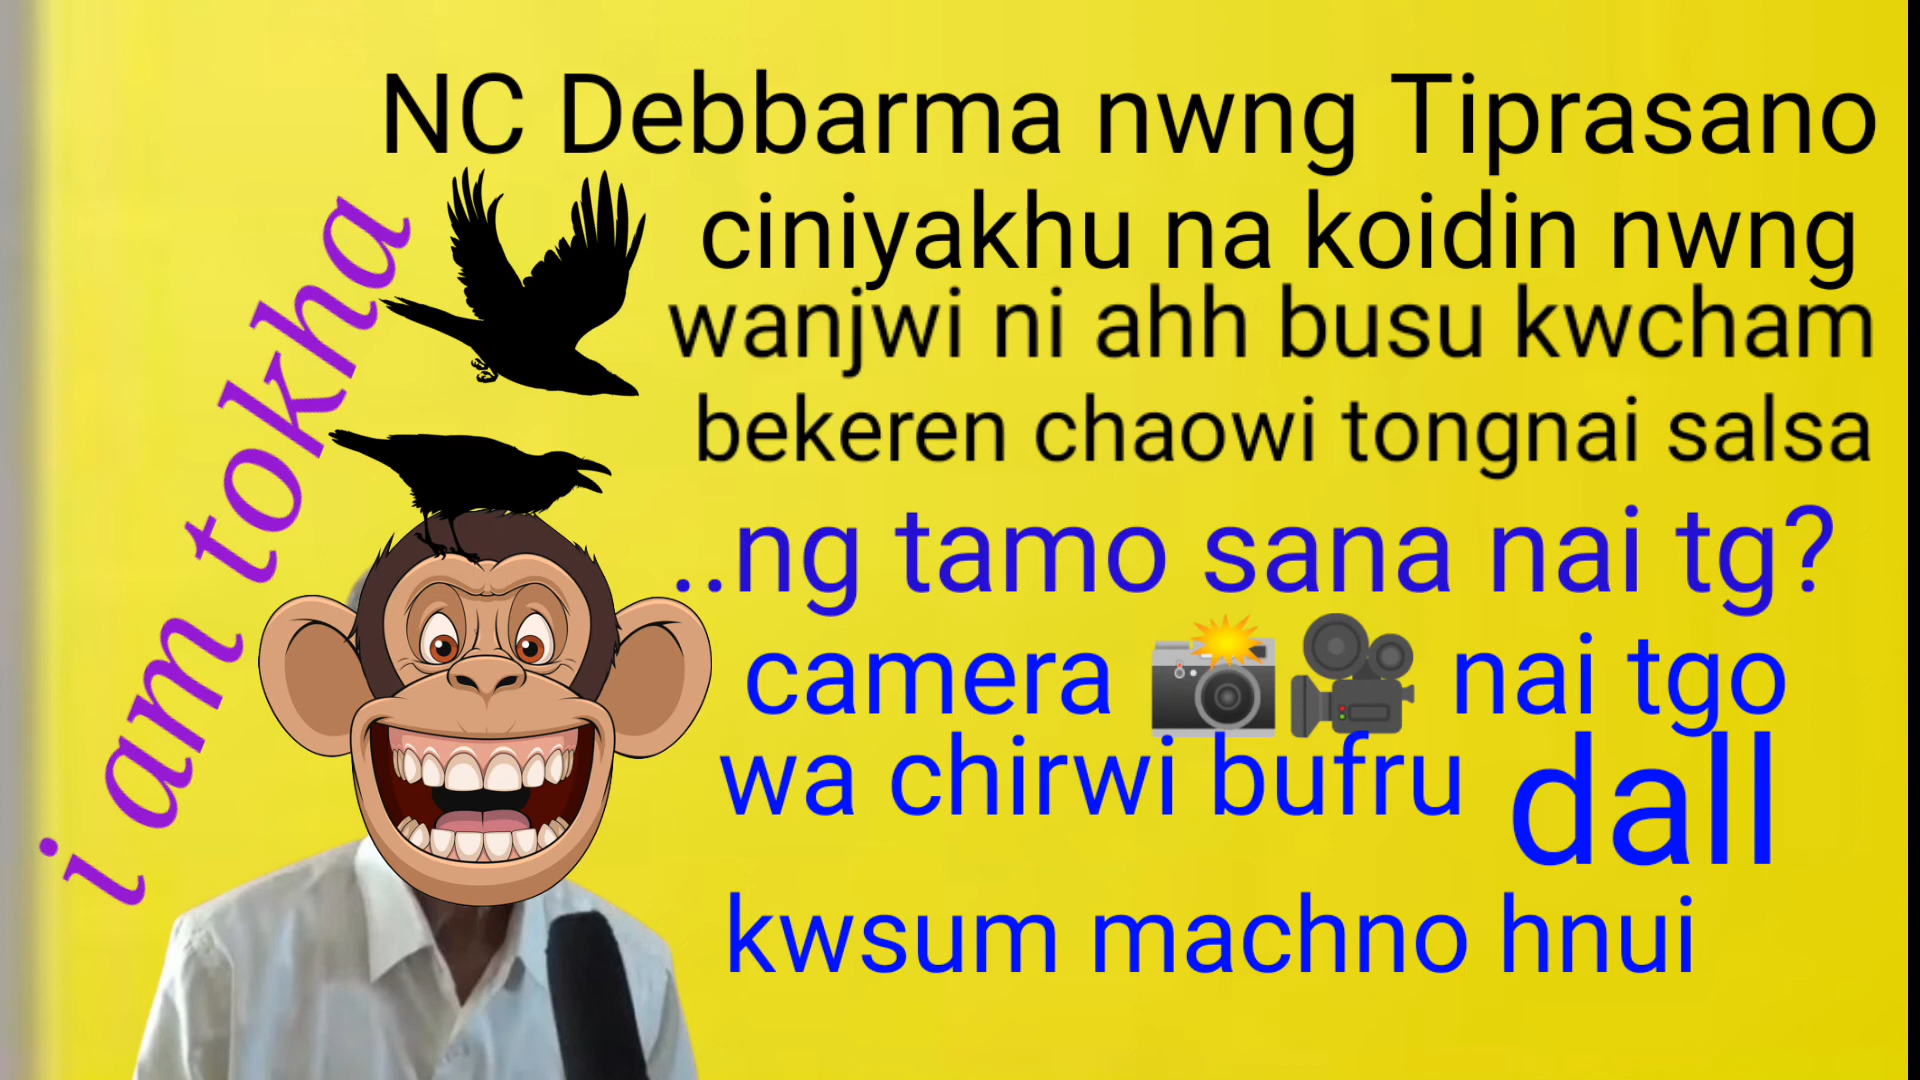 NC Debbarma nwng Tiprasano
ciniyakhu na koidin nwng
wanjwi ni ahh busu kwcham
bekeren chaowi tongnai salsa
..ng tamo sana nai tg?
camera 📸🎥 nai tgo
wa chirwi bufru dall
kwsum machno hnui
i am tokha